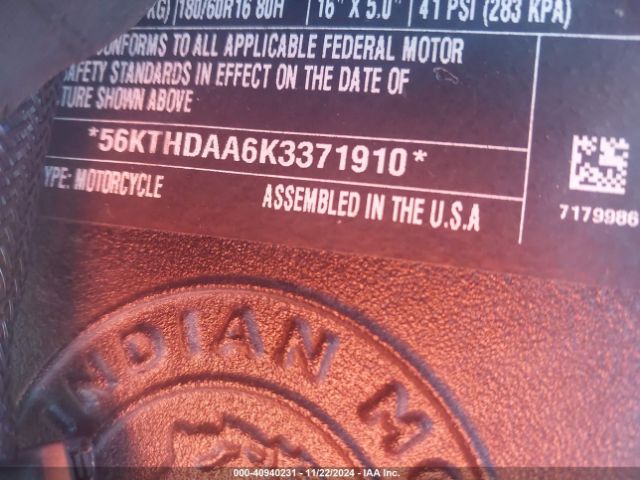 KG) 180/60R16 80H 16" X 5.0" 41 PSI (283 KPA)
CONFORMS TO ALL APPLICABLE FEDERAL MOTOR
SAFETY STANDARDS IN EFFECT ON THE DATE OF
TURE SHOWN ABOVE
*56KTHDAA6K3371910*
YPE: MOTORCYCLE
ASSEMBLED IN THE U.S.A
7179986
INDIAN MO
000-40940231 - 11/22/2024 - IAA Inc.